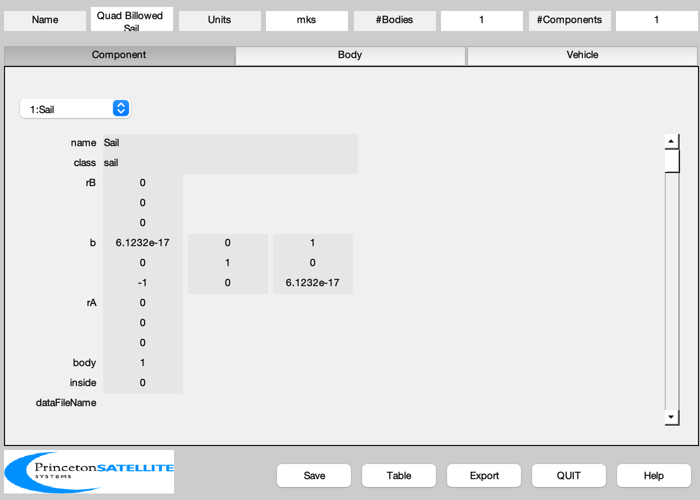 Name Quad Billowed Sail Units mks #Bodies 1 #Components 1
Component Body Vehicle
1:Sail
name Sail
class sail
rB 0
0
0
b 6.1232e-17 0 1
0 1 0
-1 0 6.1232e-17
rA 0
0
0
body 1
inside 0
dataFileName
PrincetonSATELLITE
SYSTEMS
Save Table Export QUIT Help